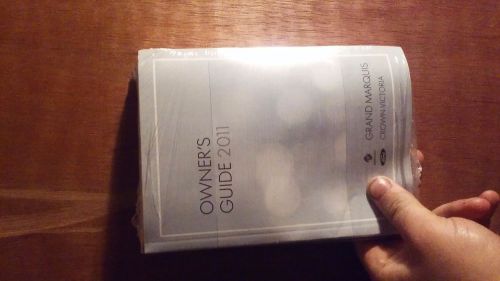 OWNER'S
GUIDE 2011
GRAND MARQUIS
CROWN VICTORIA